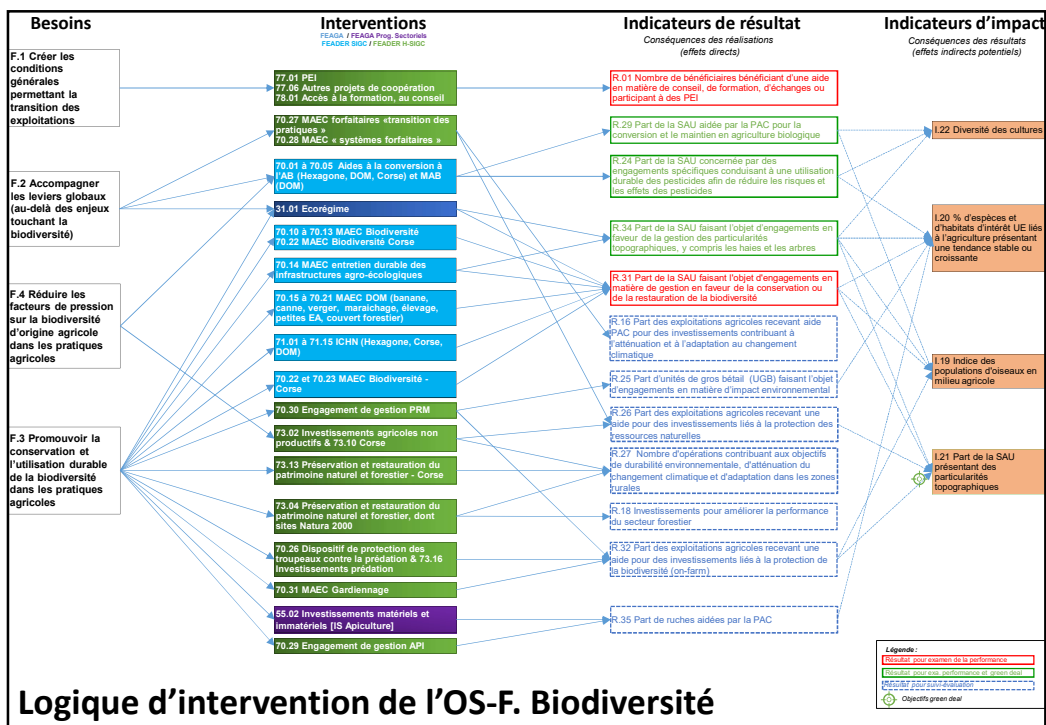 Besoins
F.1 Créer les
conditions
générales
permettant la
transition des
exploitations
F.2 Accompagner
les leviers globaux
(au-delà des enjeux
touchant la
biodiversité)
F.4 Réduire les
facteurs de pression
sur la biodiversité
d'origine agricole
dans les pratiques
agricoles
F.3 Promouvoir la
conservation et
l'utilisation durable
de la biodiversité
dans les pratiques
agricoles
Interventions
FEAGA / FEAGA Prog. Sectoriels
FEADER SIGC / FEADER H-SIGC
77.01 PEI
77.06 Autres projets de coopération
78.01 Accès à la formation, au conseil
70.27 MAEC forfaitaires «transition des
pratiques »
70.28 MAEC « systèmes forfaitaires »
70.01 à 70.05 Aides à la conversion à
l'AB (Hexagone, DOM, Corse) et MAB
(DOM)
31.01 Ecorégime
70.10 à 70.13 MAEC Biodiversité
70.22 MAEC Biodiversité Corse
70.14 MAEC entretien durable des
infrastructures agro-écologiques
70.15 à 70.21 MAEC DOM (banane,
canne, verger, maraichage, élevage,
petites EA, couvert forestier)
71.01 à 71.15 ICHN (Hexagone, Corse,
DOM)
70.22 et 70.23 MAEC Biodiversité -
Corse
70.30 Engagement de gestion PRM
73.02 Investissements agricoles non
productifs & 73.10 Corse
73.13 Préservation et restauration du
patrimoine naturel et forestier - Corse
73.04 Préservation et restauration du
patrimoine naturel et forestier, dont
sites Natura 2000
70.26 Dispositif de protection des
troupeaux contre la prédation & 73.16
Investissements prédation
70.31 MAEC Gardiennage
55.02 Investissements matériels et
immatériels [IS Apiculture]
70.29 Engagement de gestion API
Indicateurs de résultat
Conséquences des réalisations
(effets directs)
R.01 Nombre de bénéficiaires bénéficiant d'une aide
en matière de conseil, de formation, d'échanges ou
participant à des PEI
R.29 Part de la SAU aidée par la PAC pour la
conversion et le maintien en agriculture biologique
R.24 Part de la SAU concernée par des
engagements spécifiques conduisant à une utilisation
durable des pesticides afin de réduire les risques et
les effets des pesticides
R.34 Part de la SAU faisant l'objet d'engagements en
faveur de la gestion des particularités
topographiques, y compris les haies et les arbres
R.31 Part de la SAU faisant l'objet d'engagements en
matière de gestion en faveur de la conservation ou
de la restauration de la biodiversité
R.16 Part des exploitations agricoles recevant aide
PAC pour des investissements contribuant à
l'atténuation et à l'adaptation au changement
climatique
R.25 Part d'unités de gros bétail (UGB) faisant l'objet
d'engagements en matière d'impact environnemental
R.26 Part des exploitations agricoles recevant une
aide pour des investissements liés à la protection des
ressources naturelles
R.27 Nombre d'opérations contribuant aux objectifs
de durabilité environnementale, d'atténuation du
changement climatique et d'adaptation dans les zones
rurales
R.18 Investissements pour améliorer la performance
du secteur forestier
R.32 Part des exploitations agricoles recevant une
aide pour des investissements liés à la protection de
la biodiversité (on-farm)
R.35 Part de ruches aidées par la PAC
Indicateurs d'impact
Conséquences des résultats
(effets indirects potentiels)
I.22 Diversité des cultures
I.20 % d'espèces et
d'habitats d'intérêt UE liés
à l'agriculture présentant
une tendance stable ou
croissante
I.19 Indice des
populations d'oiseaux en
milieu agricole
I.21 Part de la SAU
présentant des
particularités
topographiques
Légende :
Résultat pour examen de la performance
Résultat pour exa. performance et green deal
Résultat pour suivi-évaluation
Objectifs green deal
Logique d'intervention de l'OS-F. Biodiversité